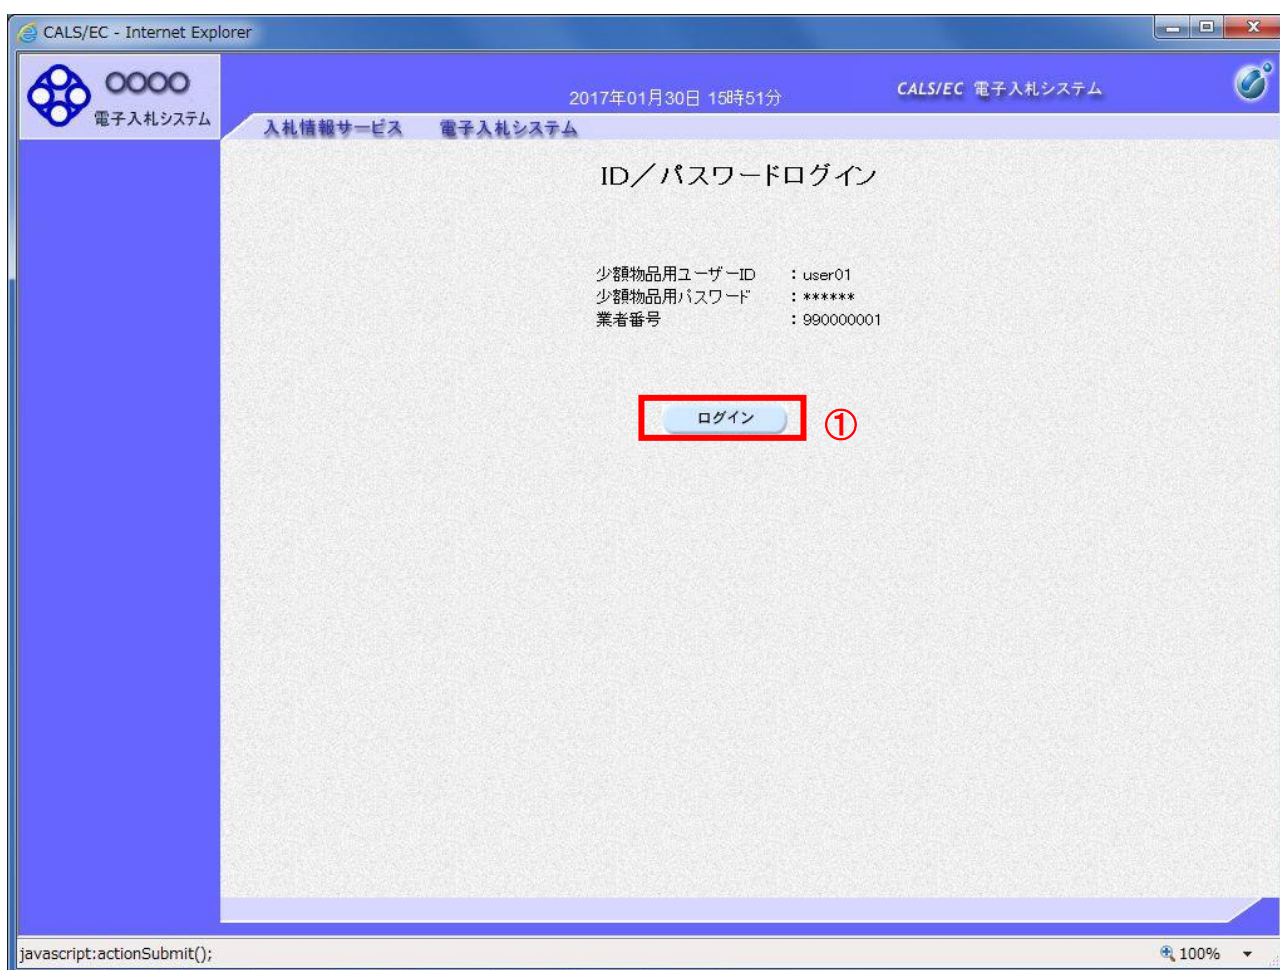 CALS/EC - Internet Explorer
〇〇〇〇
電子入札システム
2017年01月30日 15時51分
CALS/EC 電子入札システム
入札情報サービス 電子入札システム
ID／パスワードログイン
少額物品用ユーザーID ：user01
少額物品用パスワード ：******
業者番号 ：990000001
ログイン ①
javascript:actionSubmit();
100%